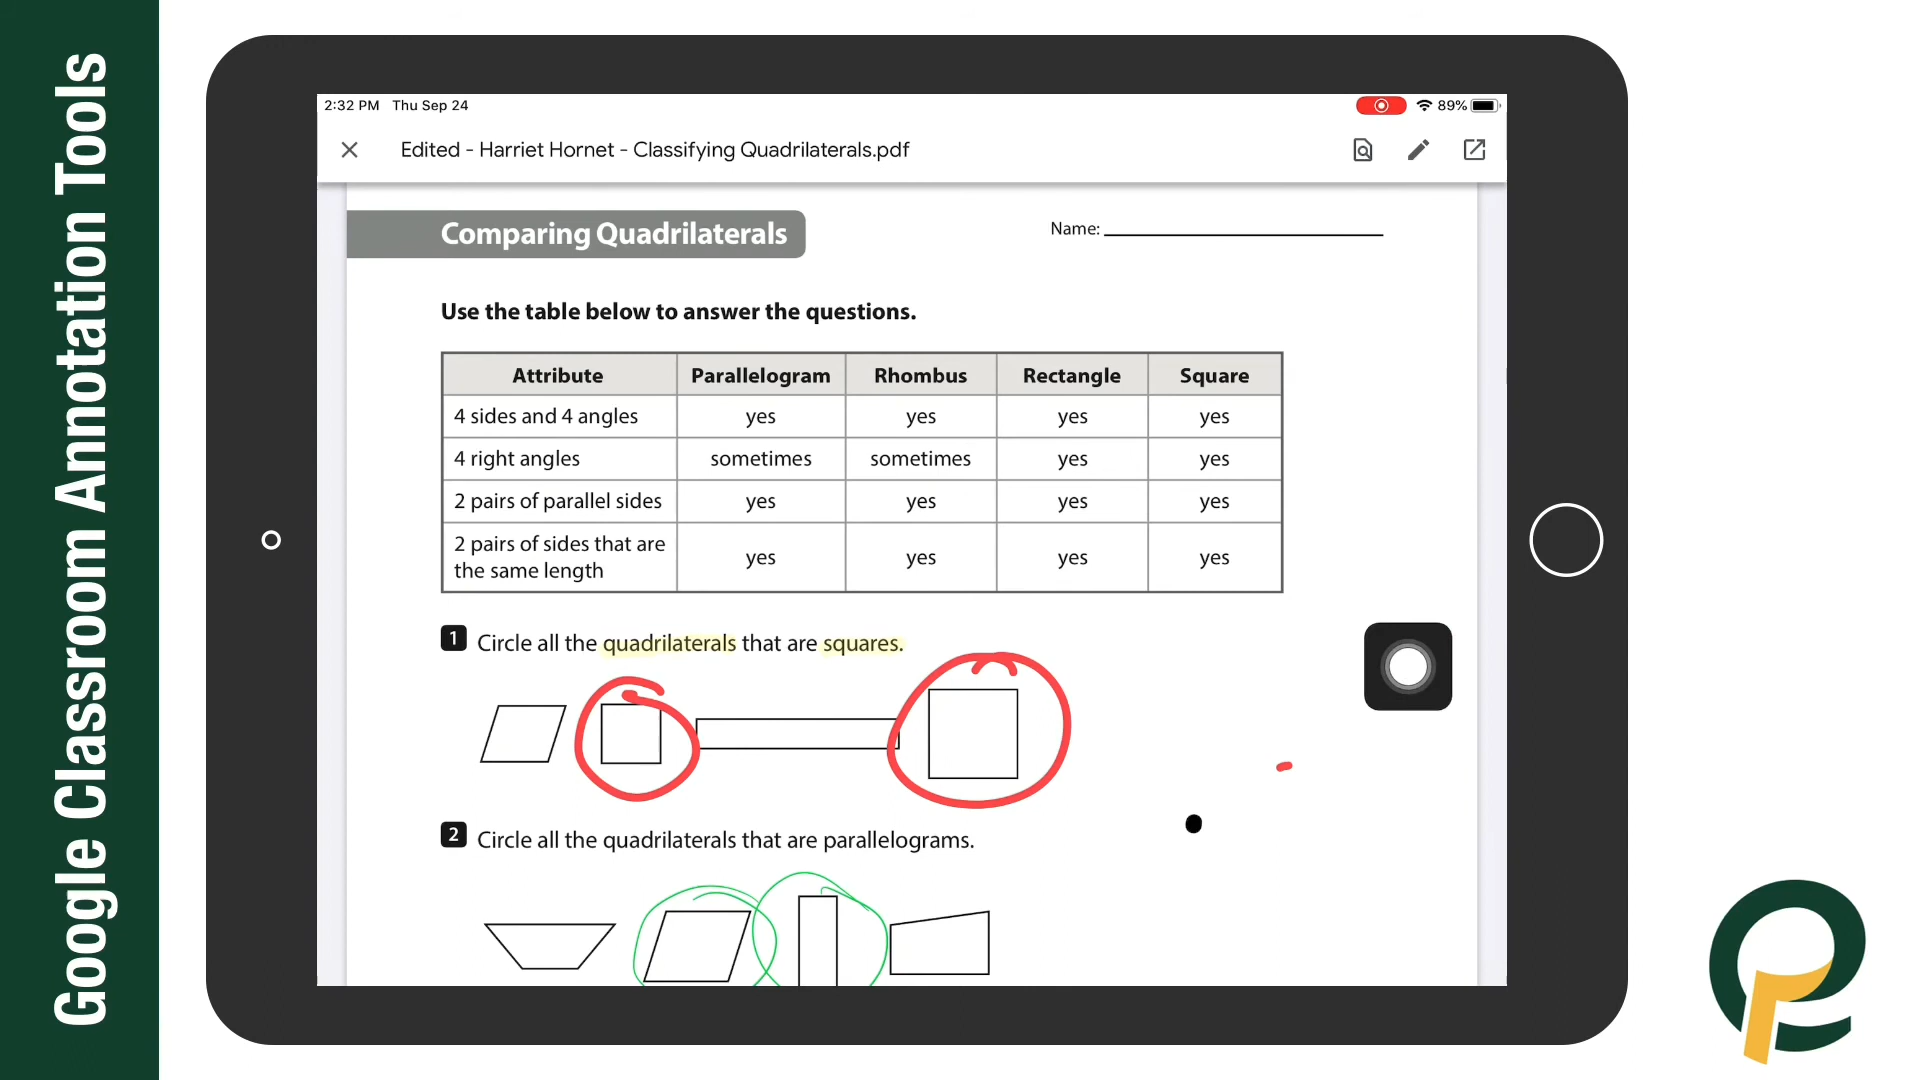 Google Classroom Annotation Tools
2:32 PM Thu Sep 24
89%
Edited - Harriet Hornet - Classifying Quadrilaterals.pdf
Comparing Quadrilaterals
Name:
Use the table below to answer the questions.
Attribute Parallelogram Rhombus Rectangle Square
4 sides and 4 angles yes yes yes yes
4 right angles sometimes sometimes yes yes
2 pairs of parallel sides yes yes yes yes
2 pairs of sides that are
the same length yes yes yes yes
1 Circle all the quadrilaterals that are squares.
2 Circle all the quadrilaterals that are parallelograms.